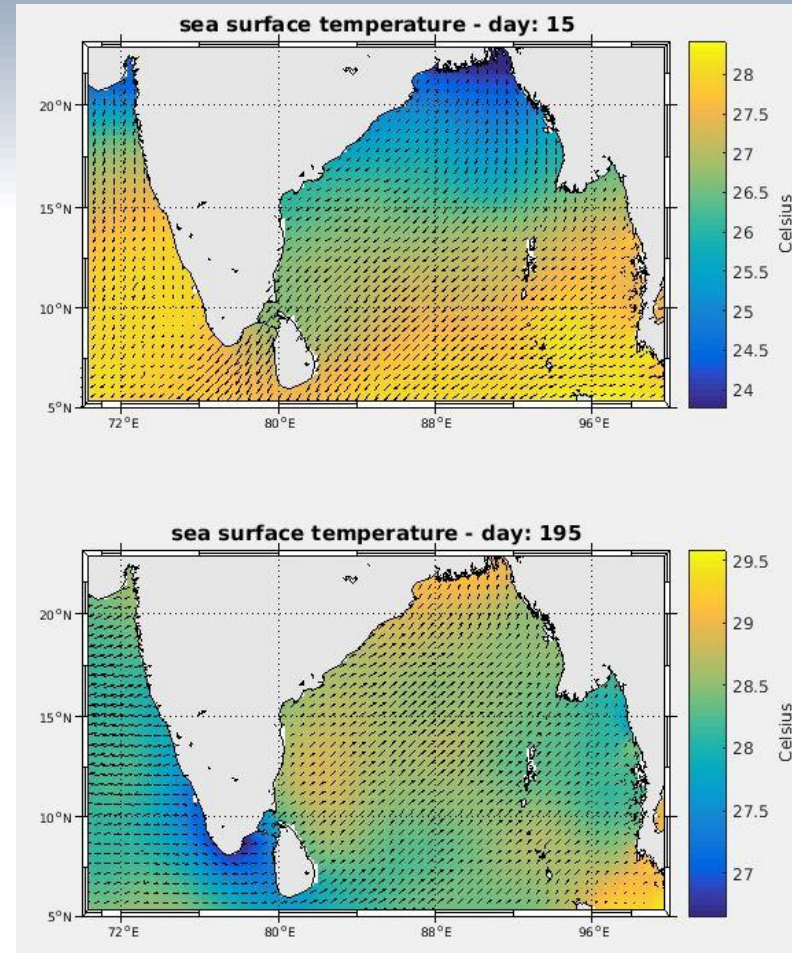 sea surface temperature - day: 15
20°N
15°N
10°N
5°N
72°E
80°E
88°E
96°E
28
27.5
27
26.5
26
25.5
25
24.5
24
Celsius
sea surface temperature - day: 195
20°N
15°N
10°N
5°N
72°E
80°E
88°E
96°E
29.5
29
28.5
28
27.5
27
Celsius